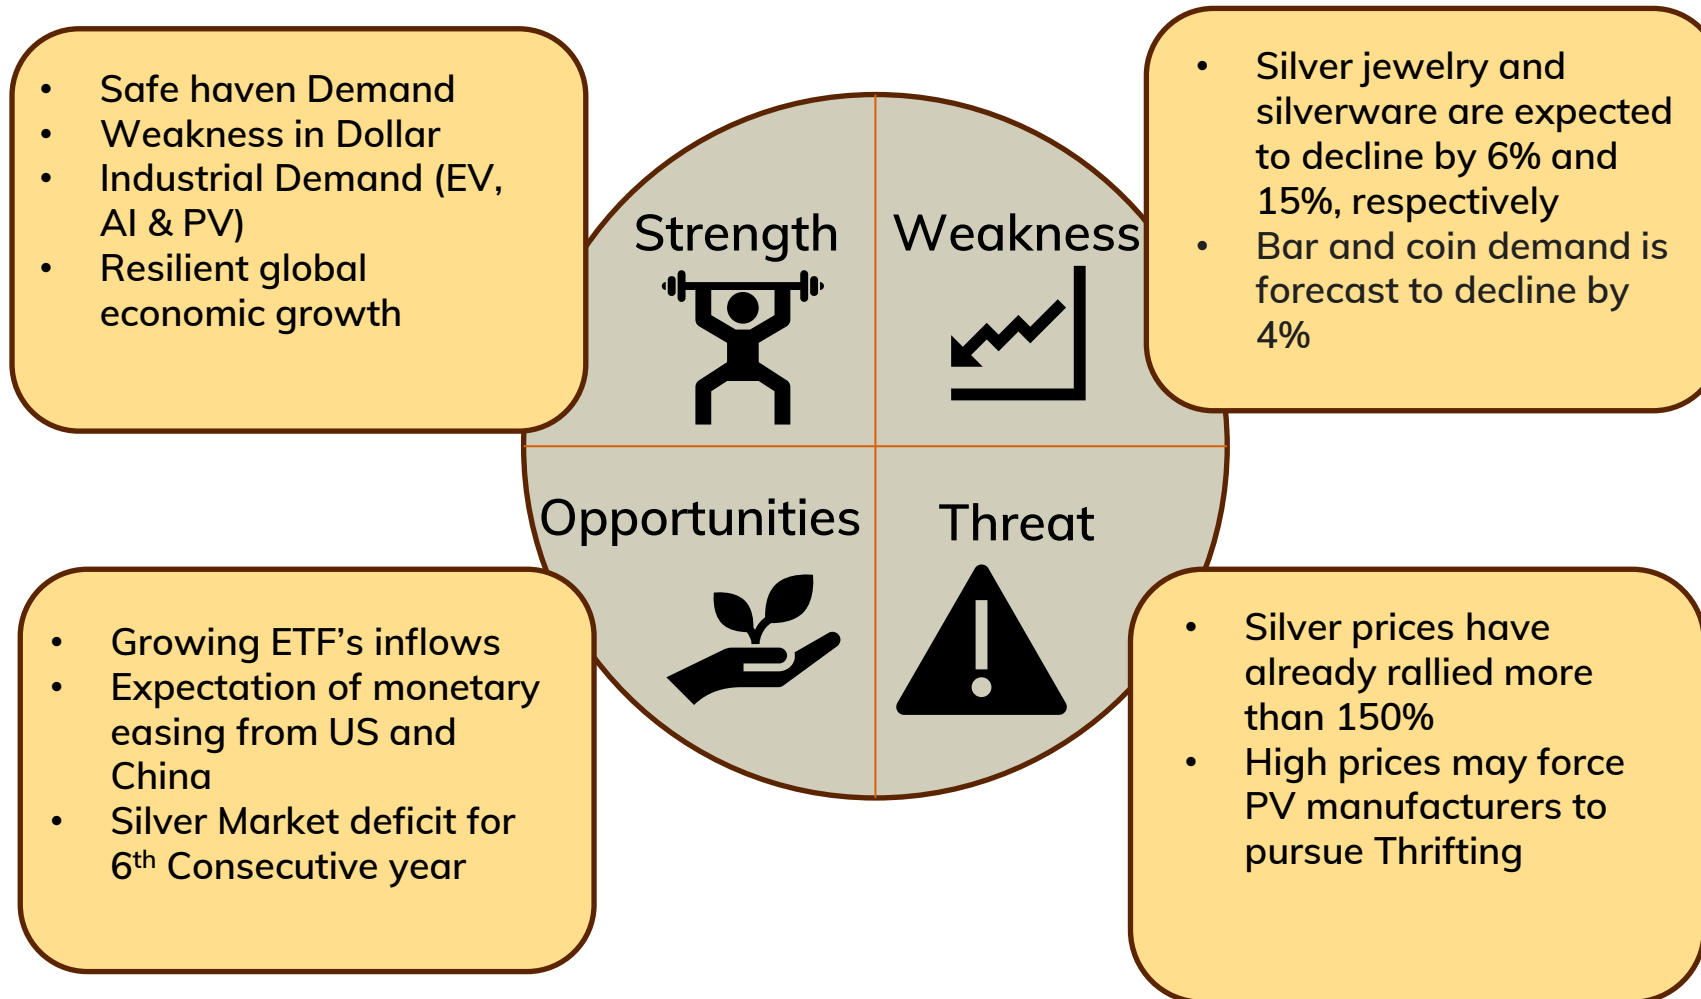 • Safe haven Demand
• Weakness in Dollar
• Industrial Demand (EV,
AI & PV)
• Resilient global
economic growth
• Silver jewelry and
silverware are expected
to decline by 6% and
15%, respectively
• Bar and coin demand is
forecast to decline by
4%
Strength
Weakness
Opportunities
Threat
• Growing ETF’s inflows
• Expectation of monetary
easing from US and
China
• Silver Market deficit for
6th Consecutive year
• Silver prices have
already rallied more
than 150%
• High prices may force
PV manufacturers to
pursue Thrifting